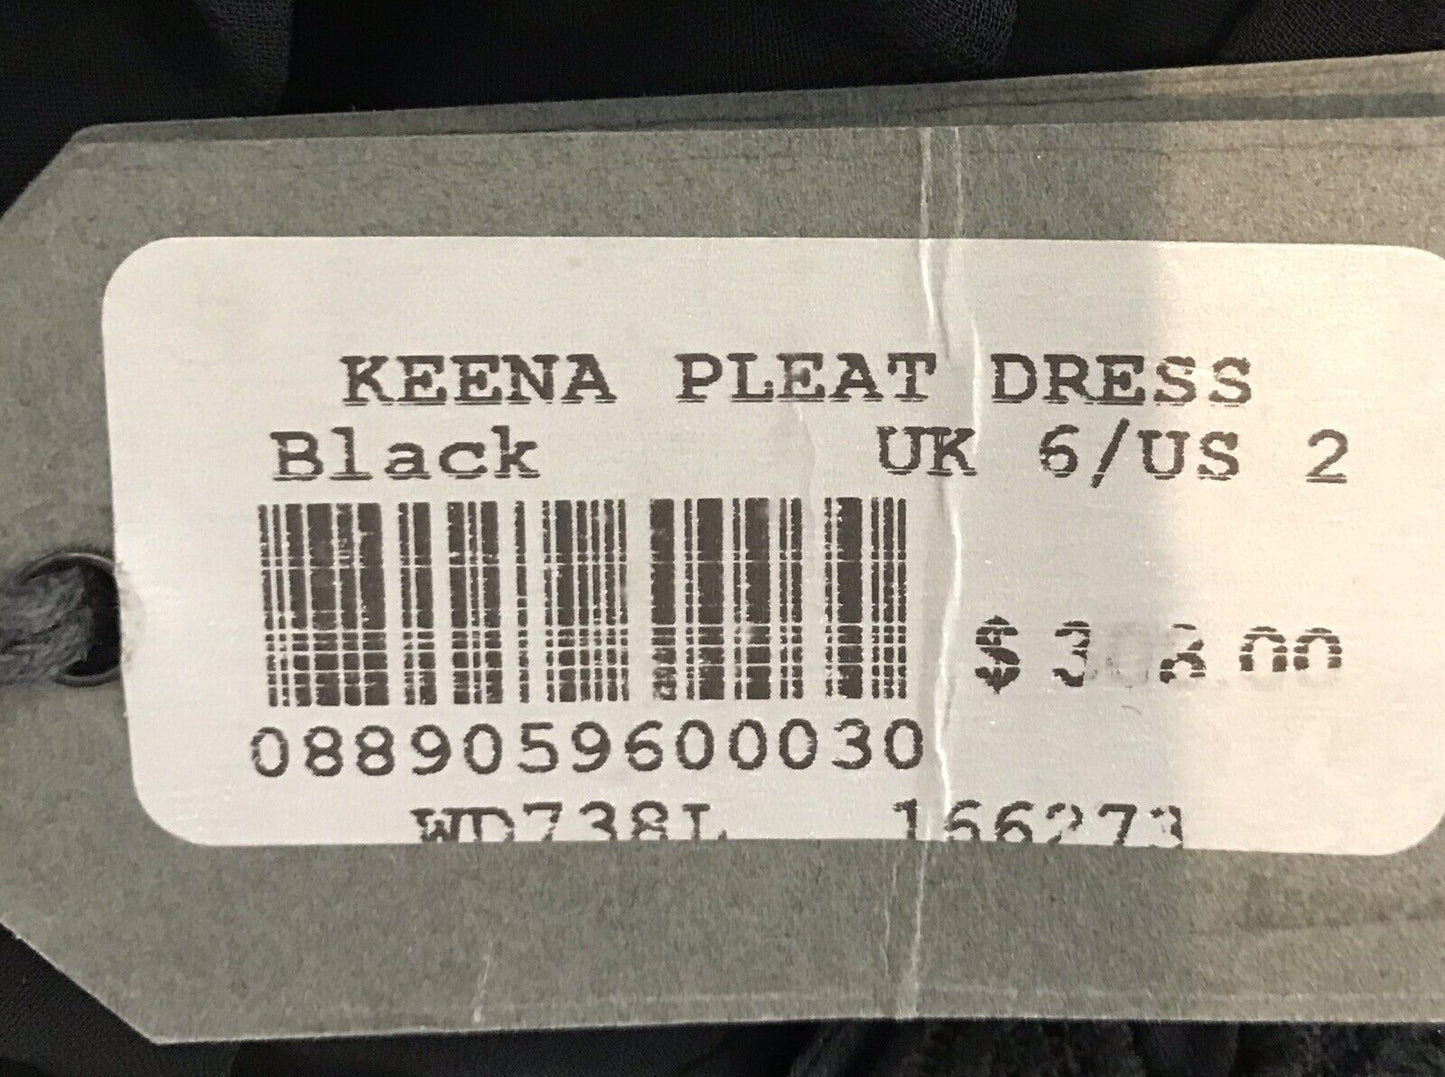 KEENA PLEAT DRESS
Black UK 6/US 2
$
0889059600030
WD738L 166273